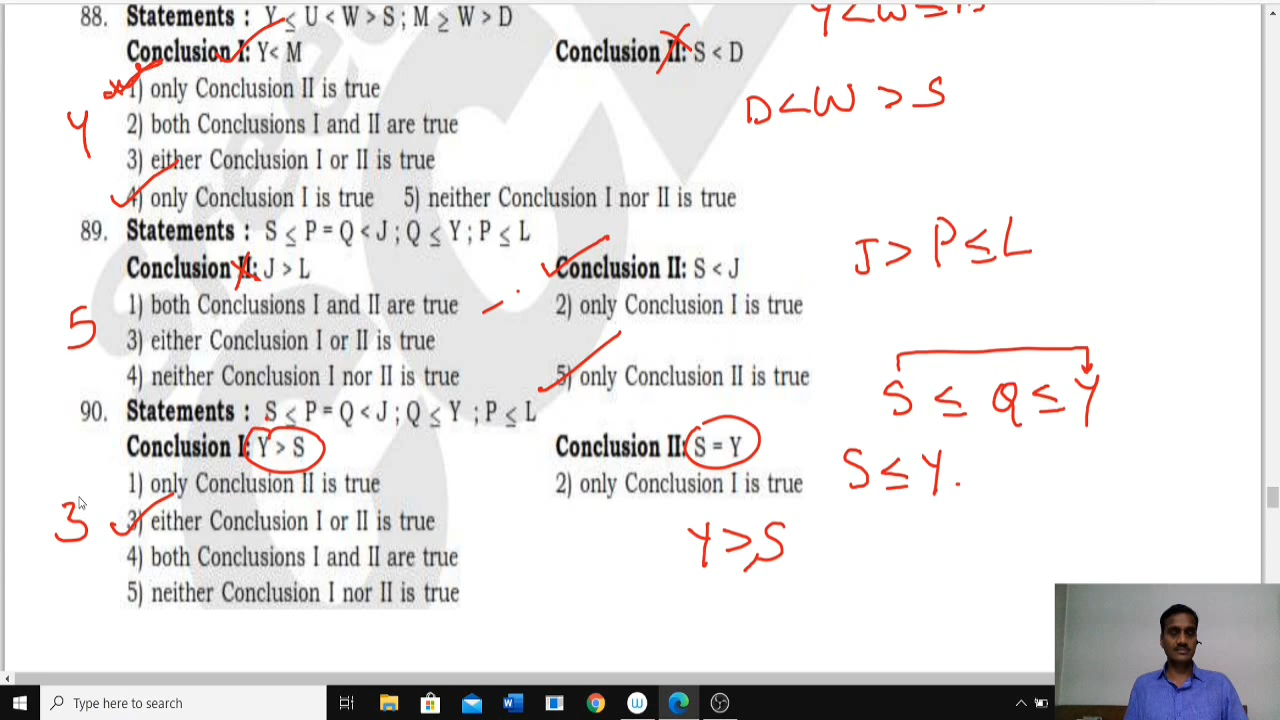 88. Statements : Y ≤ U < W > S ; M ≥ W > D
Conclusion I: Y< M Conclusion II: S < D
1) only Conclusion II is true
2) both Conclusions I and II are true
3) either Conclusion I or II is true
4) only Conclusion I is true 5) neither Conclusion I nor II is true
D < W > S
4
89. Statements : S ≤ P = Q < J ; Q ≤ Y ; P ≤ L
Conclusion II: J > L Conclusion II: S < J
1) both Conclusions I and II are true 2) only Conclusion I is true
3) either Conclusion I or II is true
4) neither Conclusion I nor II is true 5) only Conclusion II is true
J > P ≤ L
5
90. Statements : S ≤ P = Q < J ; Q ≤ Y ; P ≤ L
Conclusion I: Y > S Conclusion II: S = Y
1) only Conclusion II is true 2) only Conclusion I is true
3) either Conclusion I or II is true
4) both Conclusions I and II are true
5) neither Conclusion I nor II is true
S ≤ Q ≤ Y
S ≤ Y.
Y > S
3
Type here to search